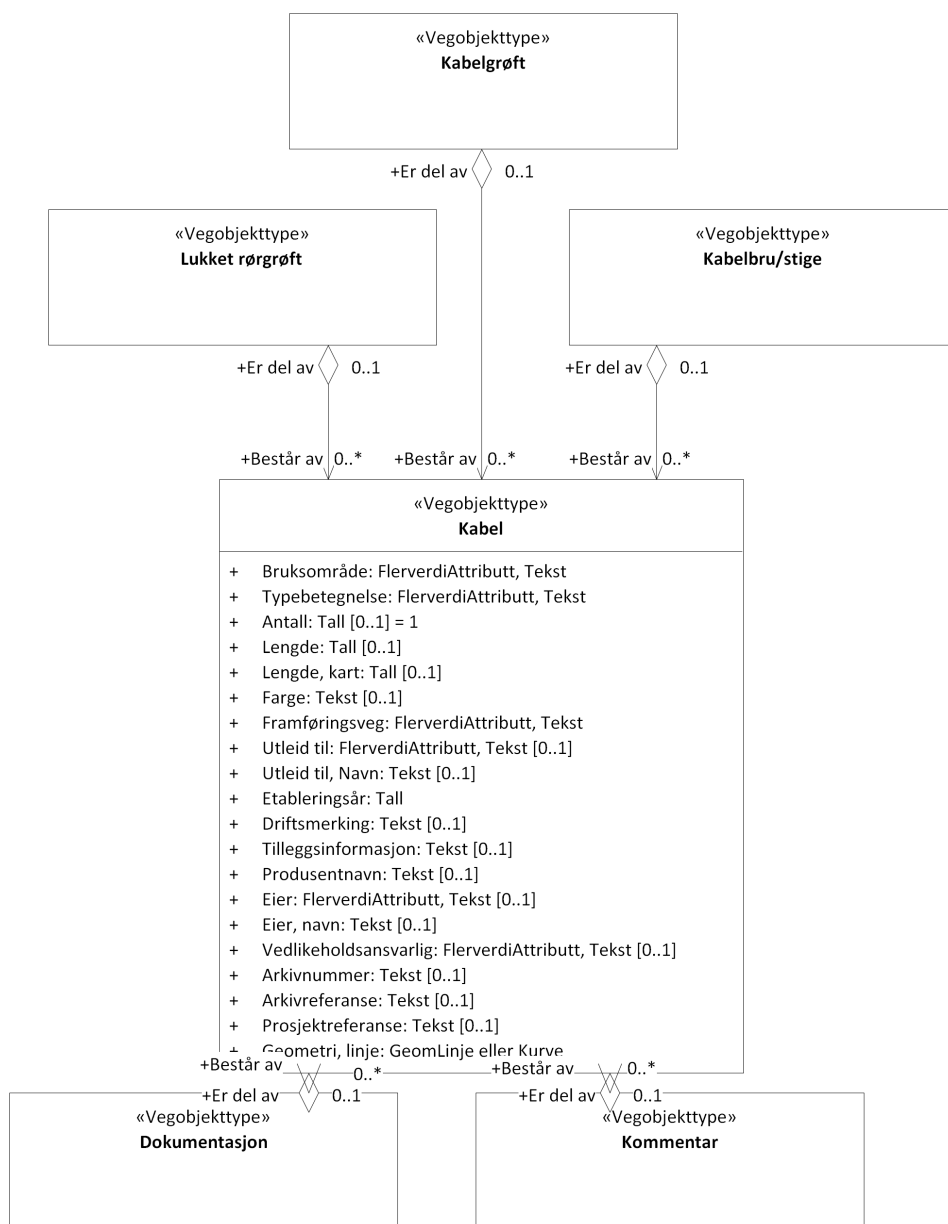 «Vegobjekttype»
Kabelgrøft
+Er del av 0..1
«Vegobjekttype»
Lukket rørgrøft
«Vegobjekttype»
Kabelbru/stige
+Er del av 0..1
+Er del av 0..1
+Består av 0..*
+Består av 0..*
+Består av 0..*
«Vegobjekttype»
Kabel
+ Bruksområde: FlerverdiAttributt, Tekst
+ Typebetegnelse: FlerverdiAttributt, Tekst
+ Antall: Tall [0..1] = 1
+ Lengde: Tall [0..1]
+ Lengde, kart: Tall [0..1]
+ Farge: Tekst [0..1]
+ Framføringsveg: FlerverdiAttributt, Tekst
+ Utleid til: FlerverdiAttributt, Tekst [0..1]
+ Utleid til, Navn: Tekst [0..1]
+ Etableringsår: Tall
+ Driftsmerking: Tekst [0..1]
+ Tilleggsinformasjon: Tekst [0..1]
+ Produsentnavn: Tekst [0..1]
+ Eier: FlerverdiAttributt, Tekst [0..1]
+ Eier, navn: Tekst [0..1]
+ Vedlikeholdsansvarlig: FlerverdiAttributt, Tekst [0..1]
+ Arkivnummer: Tekst [0..1]
+ Arkivreferanse: Tekst [0..1]
+ Prosjektreferanse: Tekst [0..1]
+ Geometri, linje: GeomLinje eller Kurve
+Består av 0..*
+Består av 0..*
+Er del av 0..1
+Er del av 0..1
«Vegobjekttype»
Dokumentasjon
«Vegobjekttype»
Kommentar